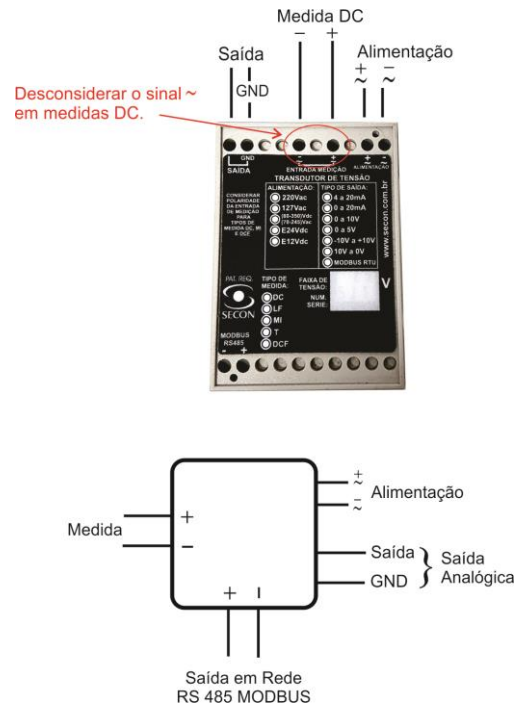 Medida DC
Saída
− +
Alimentação
GND
+
~
−
~
Desconsiderar o sinal ~
em medidas DC.
GND
SAÍDA
−
~
+
~
ENTRADA MEDIÇÃO
+
~
−
~
ALIMENTAÇÃO
TRANSDUTOR DE TENSÃO
CONSIDERAR
POLARIDADE
DA ENTRADA
DE MEDIÇÃO
PARA
TIPOS DE
MEDIDA DC, MI
E DCF
ALIMENTAÇÃO:
220Vac
127Vac
E24Vdc
E12Vdc
TIPO DE SAÍDA:
4 a 20mA
0 a 20mA
0 a 10V
0 a 5V
-10V a +10V
10V a 0V
MODBUS RTU
www.secon.com.br
PAT. REQ.
SECON
TIPO DE
MEDIDA:
DC
LF
MI
T
DCF
FAIXA DE
TENSÃO:
V
NUM.
SERIE:
MODBUS
RS485
- +
+
~
−
~
Alimentação
Medida
+
−
Saída
GND
} Saída
Analógica
+ −
Saída em Rede
RS 485 MODBUS